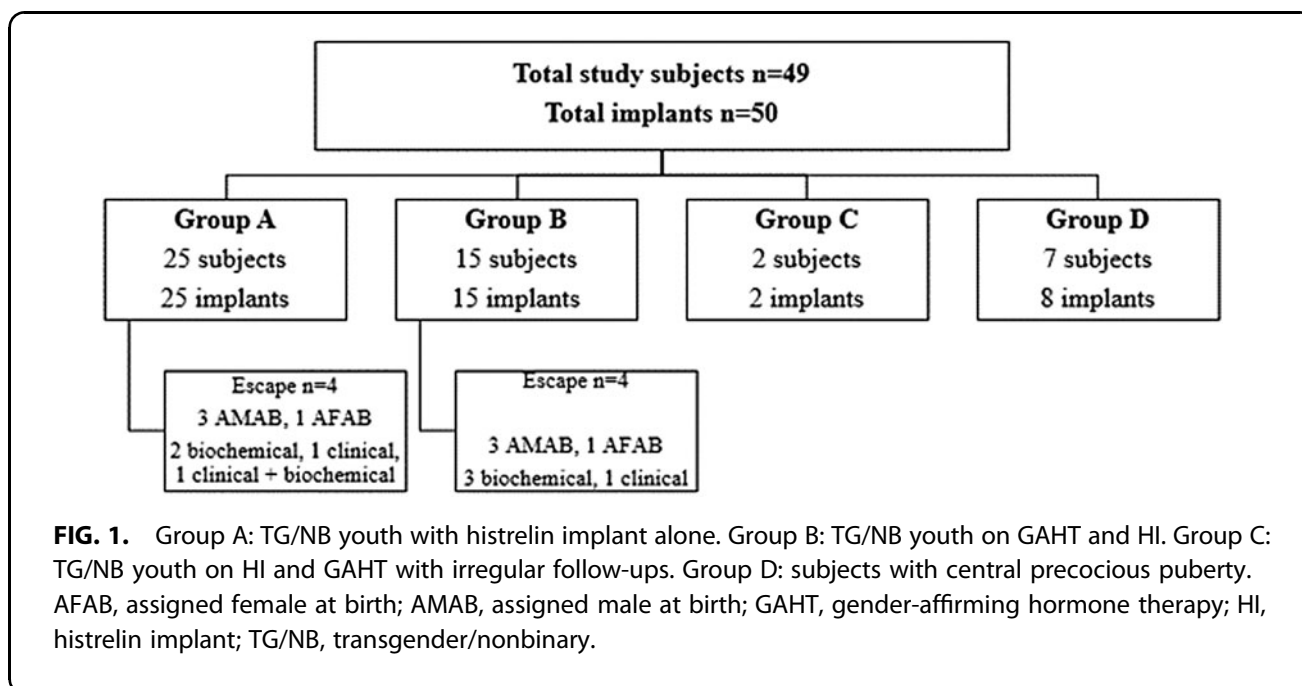 Total study subjects n=49
Total implants n=50
Group A
25 subjects
25 implants
Group B
15 subjects
15 implants
Group C
2 subjects
2 implants
Group D
7 subjects
8 implants
Escape n=4
3 AMAB, 1 AFAB
2 biochemical, 1 clinical,
1 clinical + biochemical
Escape n=4
3 AMAB, 1 AFAB
3 biochemical, 1 clinical
FIG. 1. Group A: TG/NB youth with histrelin implant alone. Group B: TG/NB youth on GAHT and HI. Group C:
TG/NB youth on HI and GAHT with irregular follow-ups. Group D: subjects with central precocious puberty.
AFAB, assigned female at birth; AMAB, assigned male at birth; GAHT, gender-affirming hormone therapy; HI,
histrelin implant; TG/NB, transgender/nonbinary.